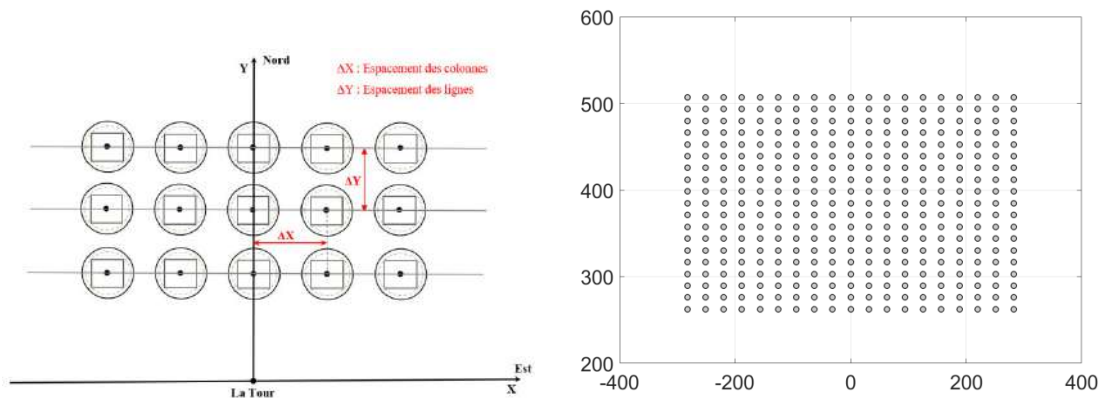 Nord
Y
ΔX : Espacement des colonnes
ΔY : Espacement des lignes
ΔY
ΔX
Est
X
La Tour
600
500
400
300
200
-400
-200
0
200
400